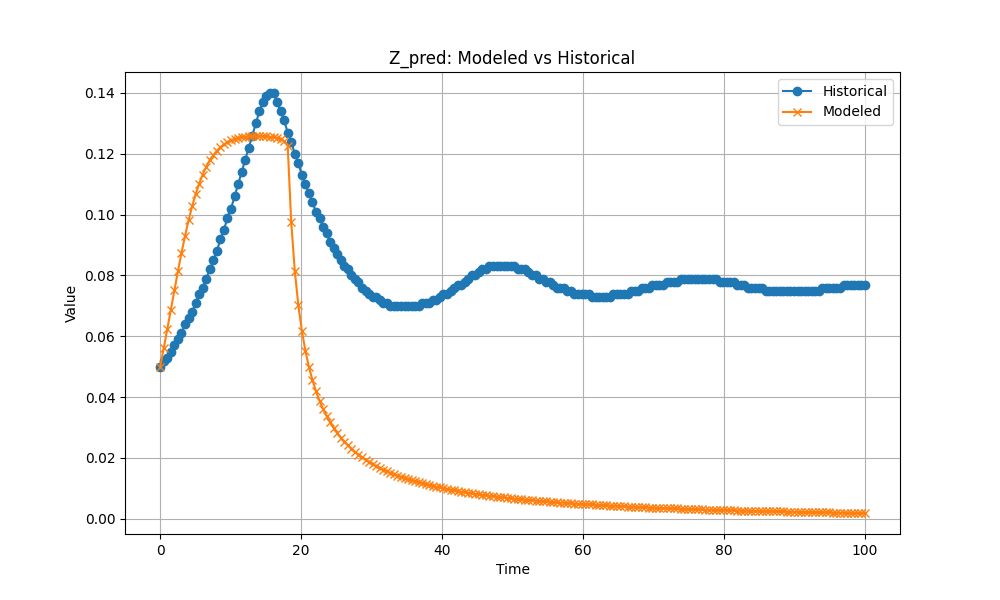 Z_pred: Modeled vs Historical
Historical
Modeled
Value
0.14
0.12
0.10
0.08
0.06
0.04
0.02
0.00
0 20 40 60 80 100
Time